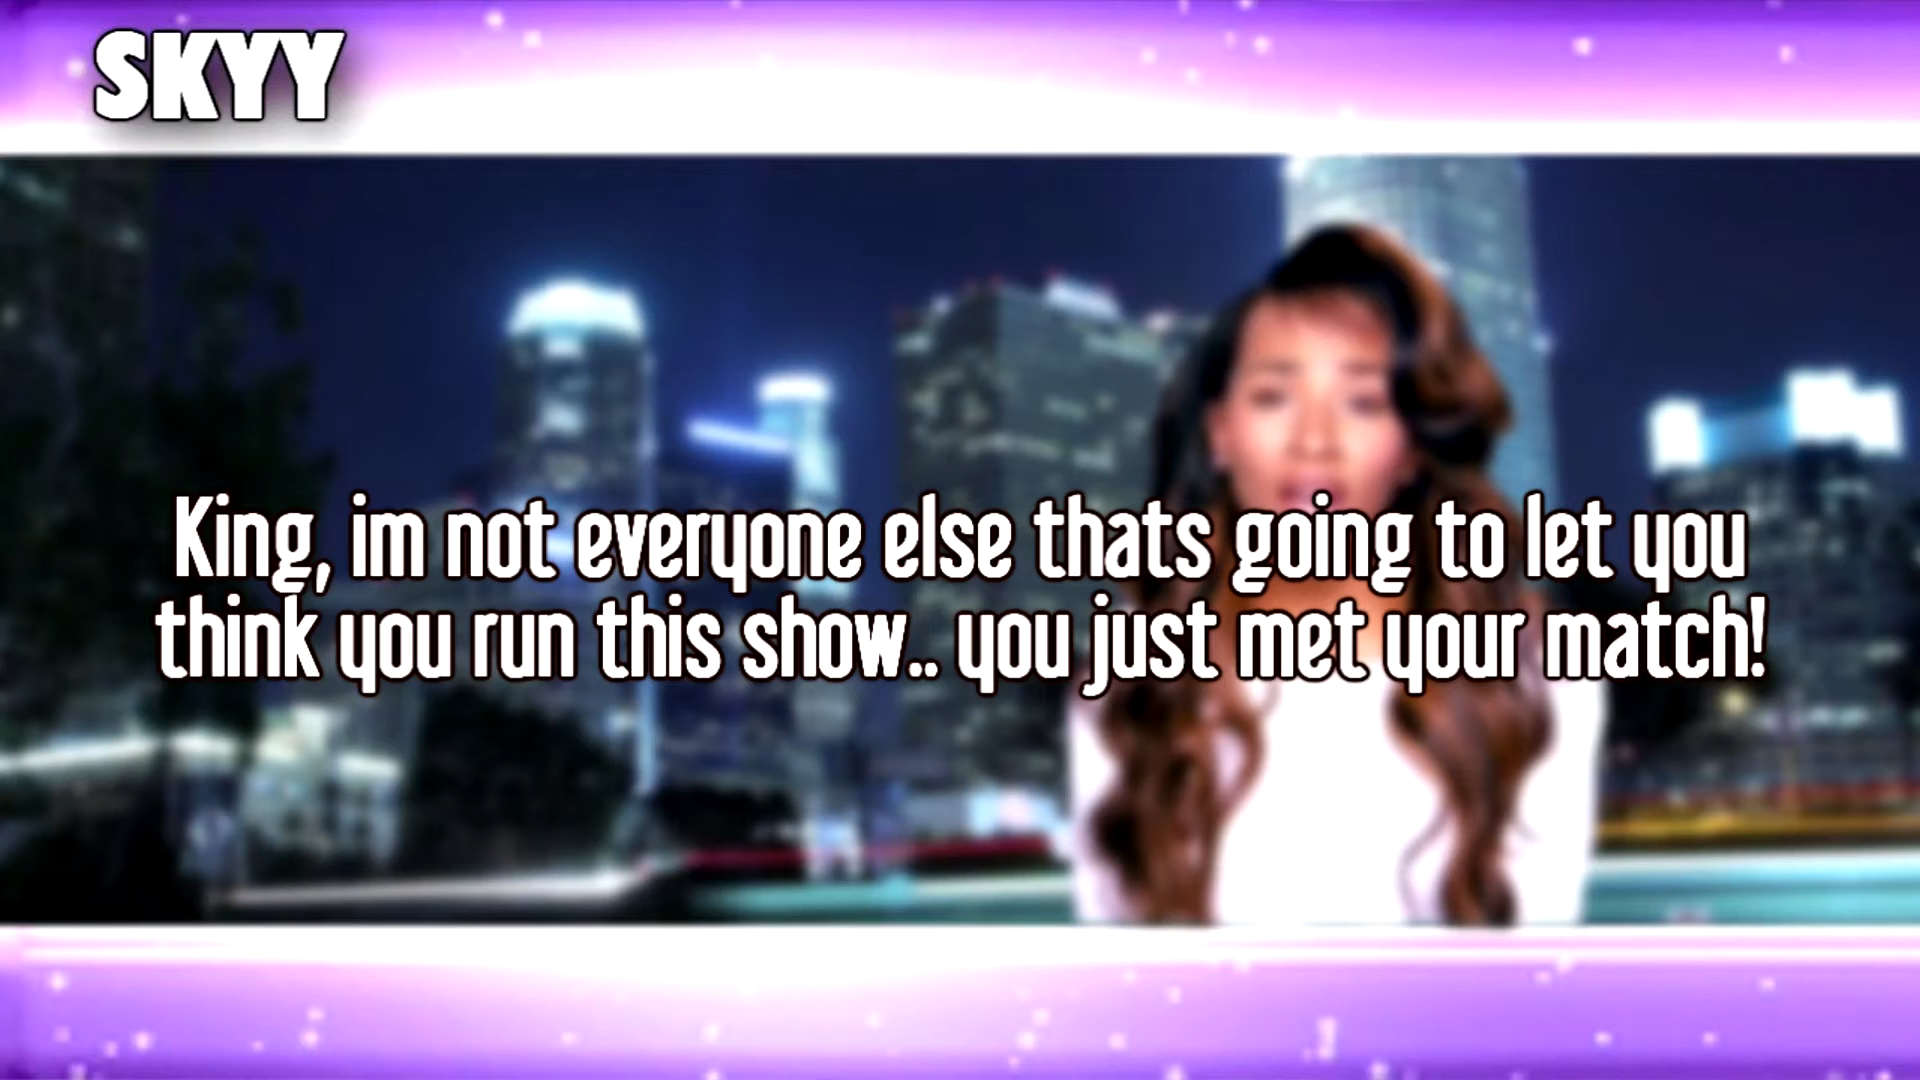 SKYY
King, im not everyone else thats going to let you
think you run this show.. you just met your match!